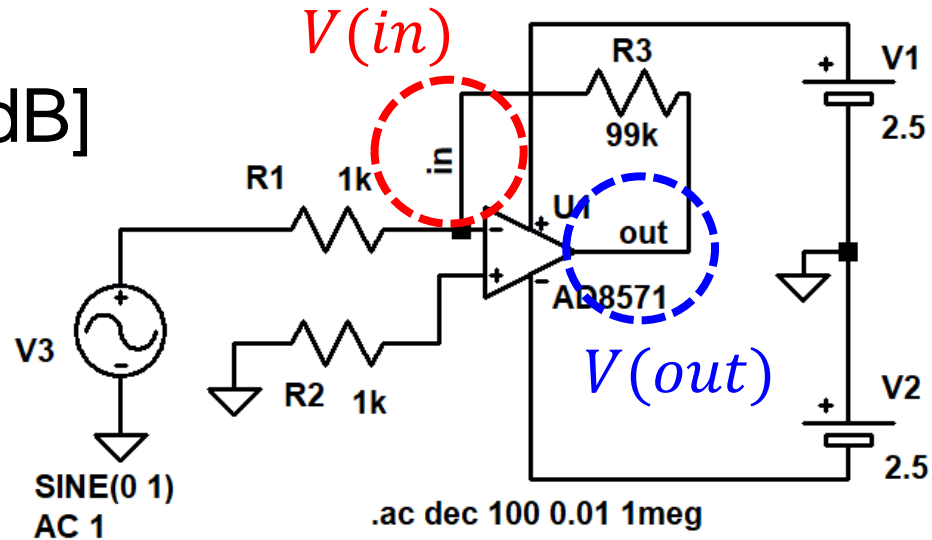 V(in)
dB]
R3
99k
V1
+
2.5
in
R1
1k
U1
+
-
+
-
out
AD8571
V(out)
V3
+
-
R2
1k
V2
+
2.5
SINE(0 1)
AC 1
.ac dec 100 0.01 1meg